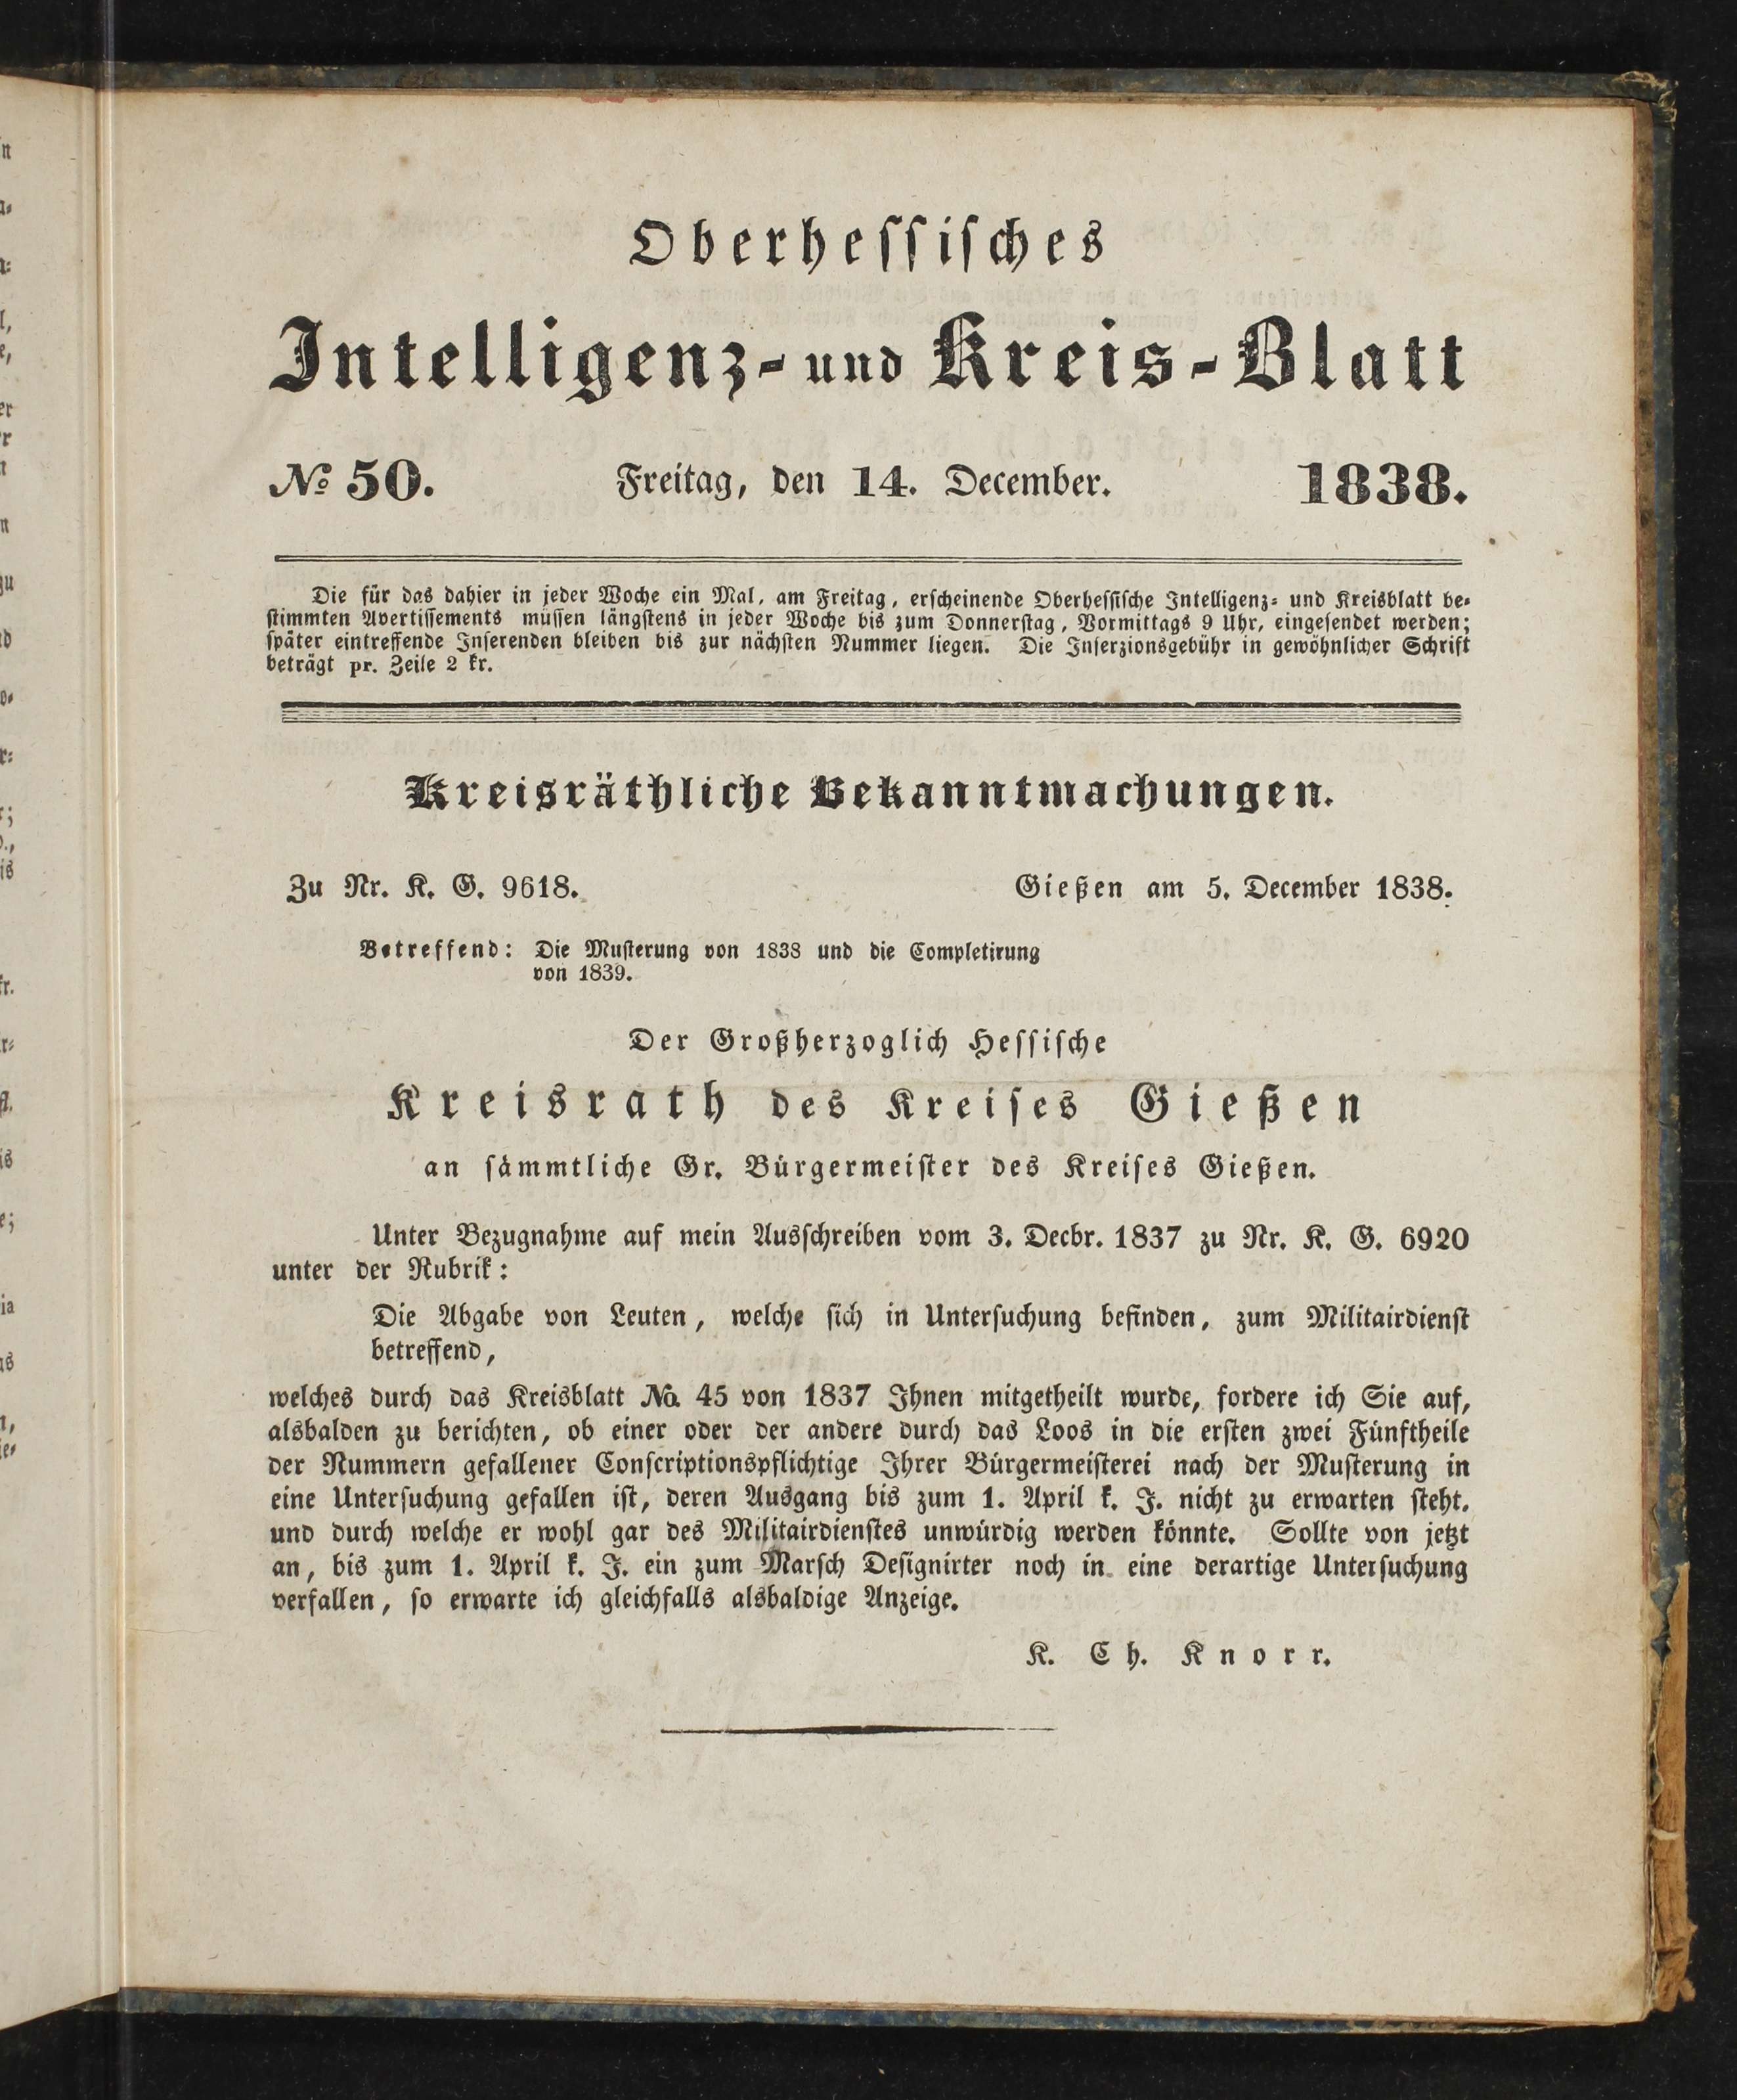 Oberhessisches
Intelligenz- und Kreis-Blatt
№ 50. Freitag, den 14. December. 1838.
Die für das dahier in jeder Woche ein Mal, am Freitag, erscheinende Oberhessische Intelligenz- und Kreisblatt be-
stimmten Avertissements müssen längstens in jeder Woche bis zum Donnerstag, Vormittags 9 Uhr, eingesendet werden;
später eintreffende Inserenden bleiben bis zur nächsten Nummer liegen. Die Inserzionsgebühr in gewöhnlicher Schrift
beträgt pr. Zeile 2 kr.
Kreisräthliche Bekanntmachungen.
Zu Nr. K. G. 9618. Gießen am 5. December 1838.
Betreffend: Die Musterung von 1838 und die Completirung
von 1839.
Der Großherzoglich Hessische
Kreisrath des Kreises Gießen
an sämmtliche Gr. Bürgermeister des Kreises Gießen.
Unter Bezugnahme auf mein Ausschreiben vom 3. Decbr. 1837 zu Nr. K. G. 6920
unter der Rubrik:
Die Abgabe von Leuten, welche sich in Untersuchung befinden, zum Militairdienst
betreffend,
welches durch das Kreisblatt No. 45 von 1837 Ihnen mitgetheilt wurde, fordere ich Sie auf,
alsbalden zu berichten, ob einer oder der andere durch das Loos in die ersten zwei Fünftheile
der Nummern gefallener Conscriptionspflichtige Ihrer Bürgermeisterei nach der Musterung in
eine Untersuchung gefallen ist, deren Ausgang bis zum 1. April k. J. nicht zu erwarten steht,
und durch welche er wohl gar des Militairdienstes unwürdig werden könnte. Sollte von jetzt
an, bis zum 1. April k. J. ein zum Marsch Designirter noch in eine derartige Untersuchung
verfallen, so erwarte ich gleichfalls alsbaldige Anzeige.
K. Ch. Knorr.